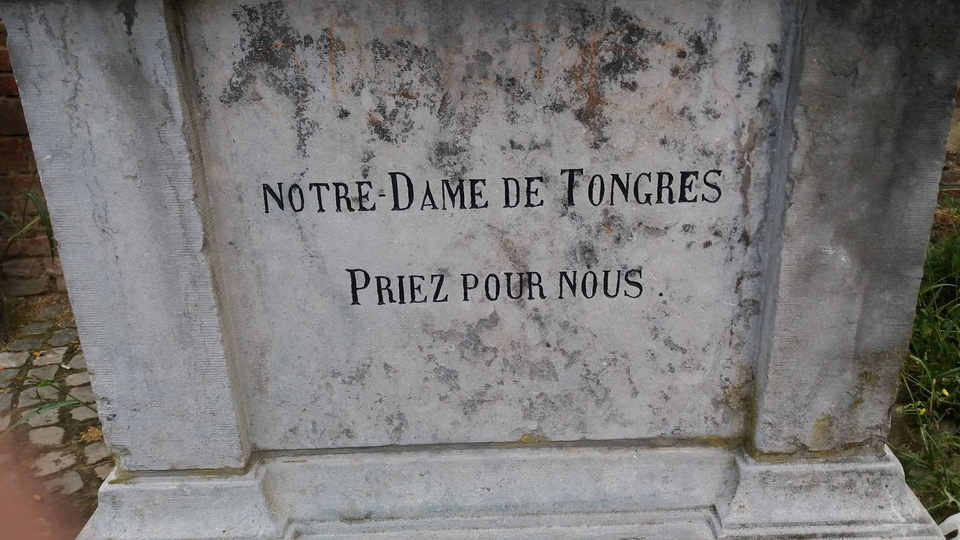 NOTRE-DAME DE TONGRES
PRIEZ POUR NOUS.